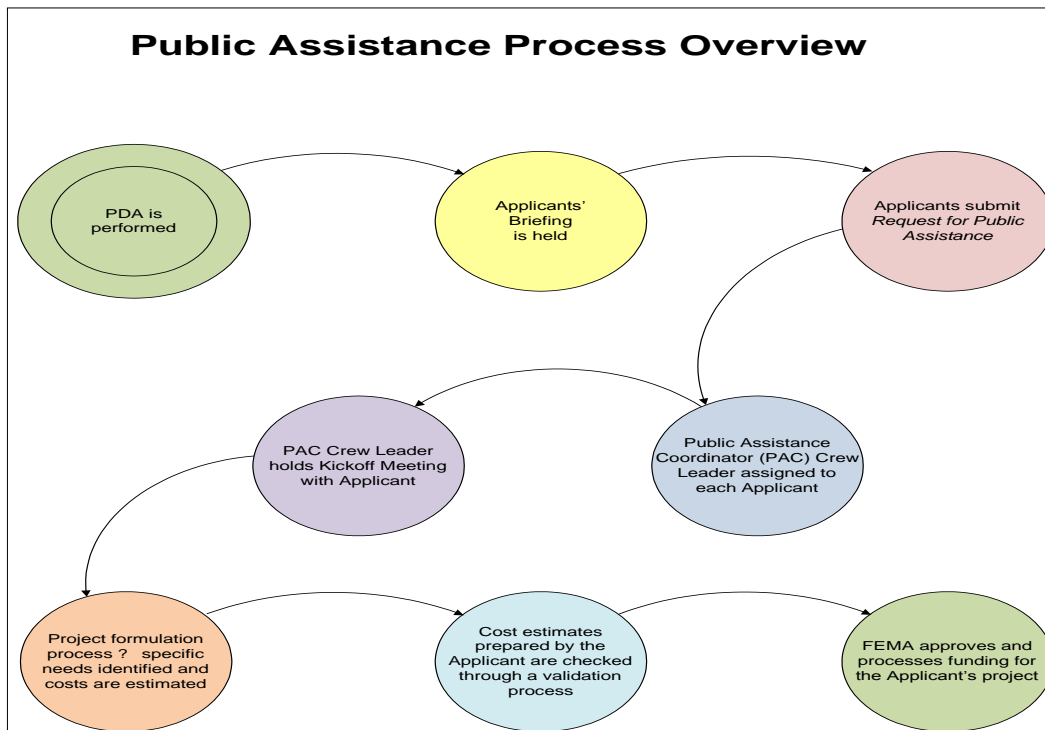 Public Assistance Process Overview
PDA is
performed
Applicants’
Briefing
is held
Applicants submit
Request for Public
Assistance
Public Assistance
Coordinator (PAC) Crew
Leader assigned to
each Applicant
PAC Crew Leader
holds Kickoff Meeting
with Applicant
Project formulation
process ? specific
needs identified and
costs are estimated
Cost estimates
prepared by the
Applicant are checked
through a validation
process
FEMA approves and
processes funding for
the Applicant’s project